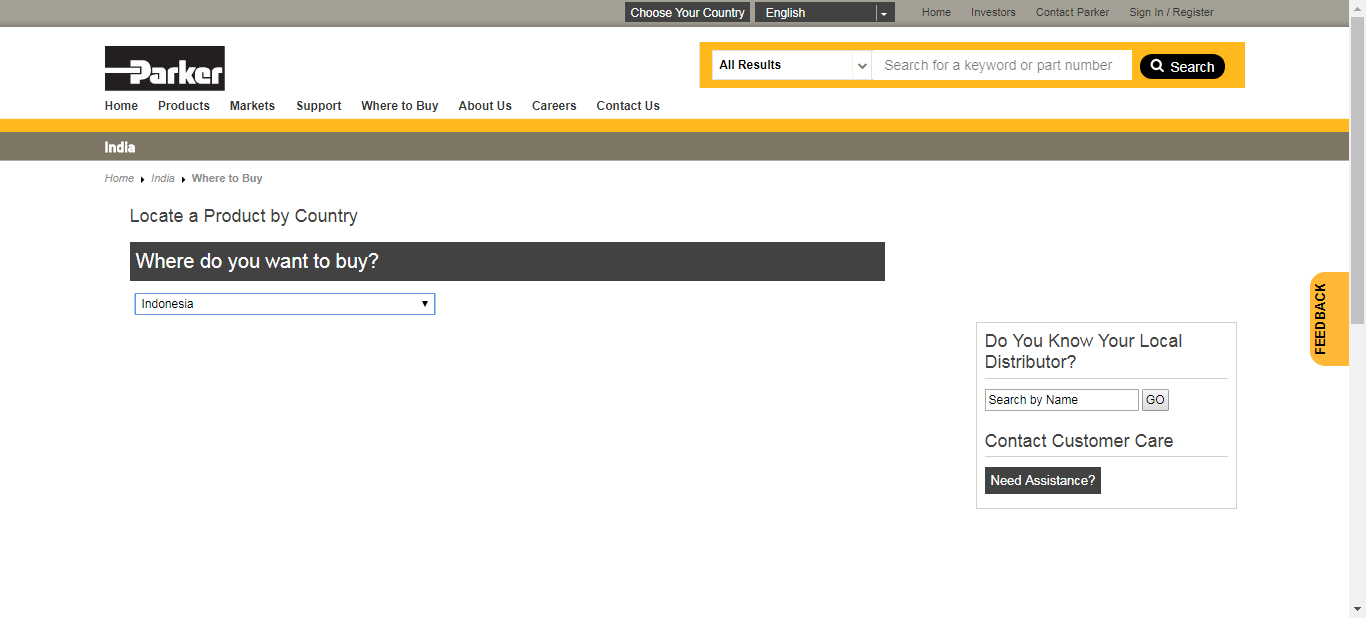 Choose Your Country English Home Investors Contact Parker Sign In / Register
Parker
All Results Search for a keyword or part number Search
Home Products Markets Support Where to Buy About Us Careers Contact Us
India
Home India Where to Buy
Locate a Product by Country
Where do you want to buy?
Indonesia
FEEDBACK
Do You Know Your Local
Distributor?
Search by Name GO
Contact Customer Care
Need Assistance?